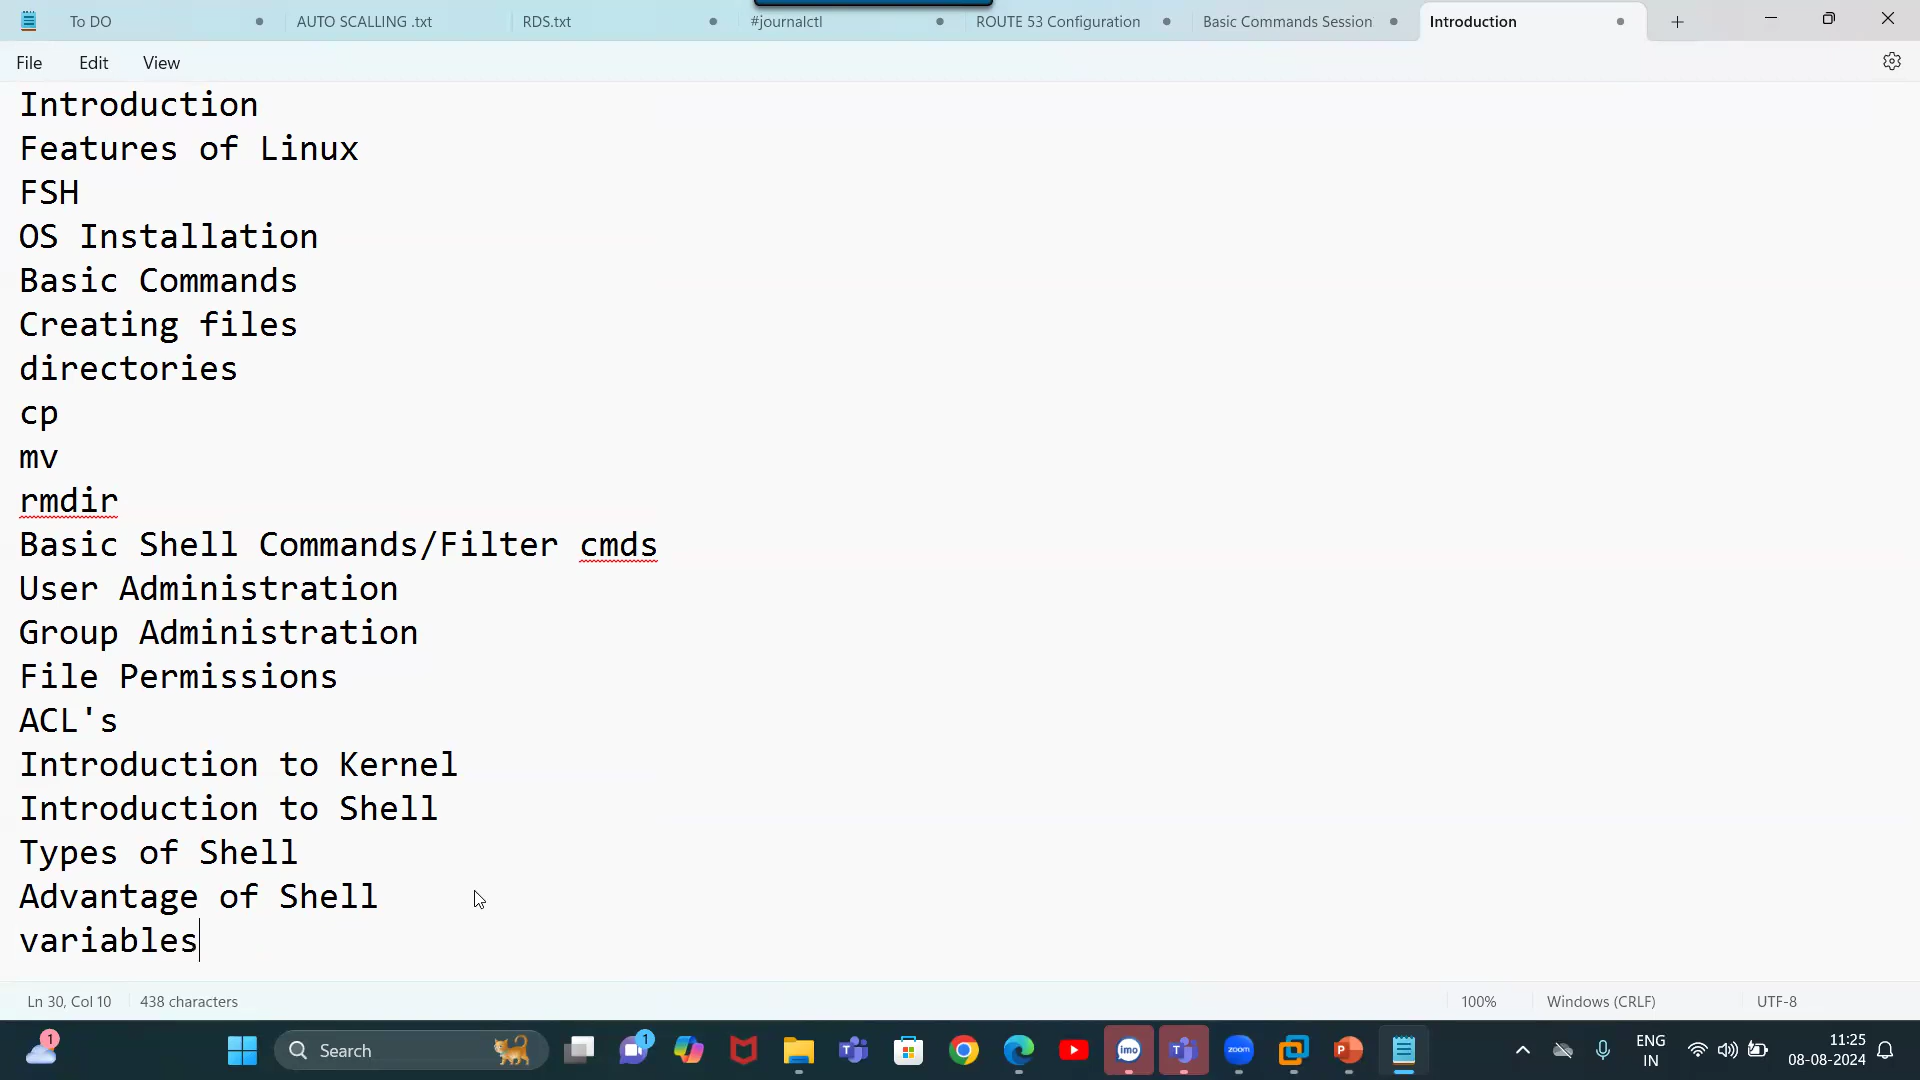 To DO
AUTO SCALLING .txt
RDS.txt
#journalctl
ROUTE 53 Configuration
Basic Commands Session
Introduction
File Edit View
Introduction
Features of Linux
FSH
OS Installation
Basic Commands
Creating files
directories
cp
mv
rmdir
Basic Shell Commands/Filter cmds
User Administration
Group Administration
File Permissions
ACL's
Introduction to Kernel
Introduction to Shell
Types of Shell
Advantage of Shell
variables
Ln 30, Col 10
438 characters
100%
Windows (CRLF)
UTF-8
1
Search
1
imo
zoom
ENG
IN
11:25
08-08-2024